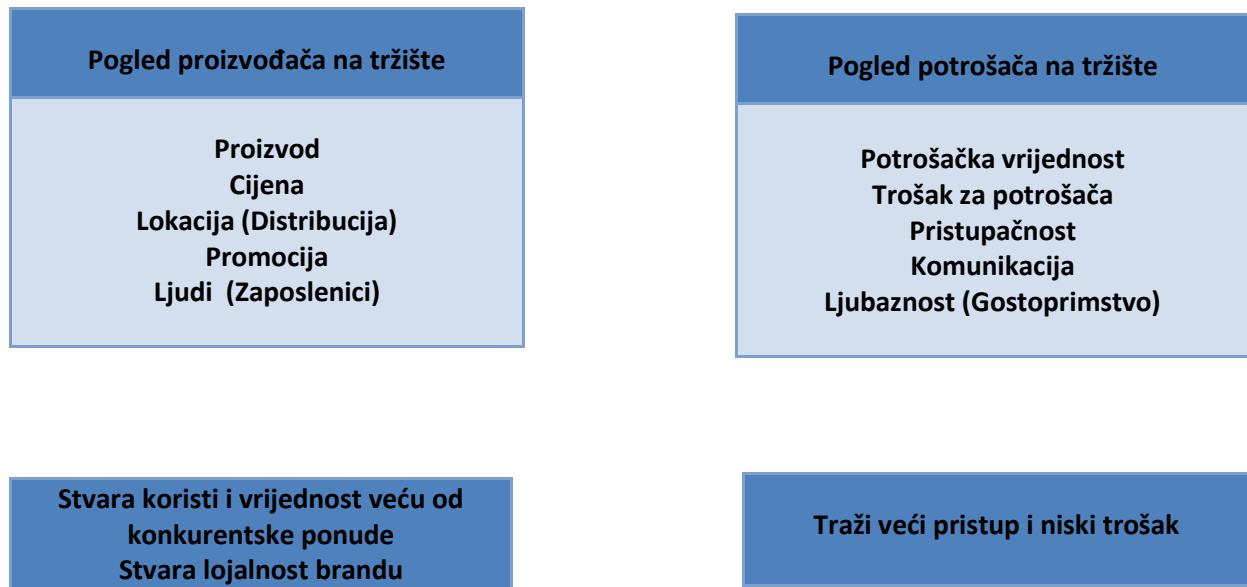 Pogled proizvođača na tržište
Proizvod
Cijena
Lokacija (Distribucija)
Promocija
Ljudi  (Zaposlenici)
Pogled potrošača na tržište
Potrošačka vrijednost
Trošak za potrošača
Pristupačnost
Komunikacija
Ljubaznost (Gostoprimstvo)
Stvara koristi i vrijednost veću od
konkurentske ponude
Stvara lojalnost brandu
Traži veći pristup i niski trošak